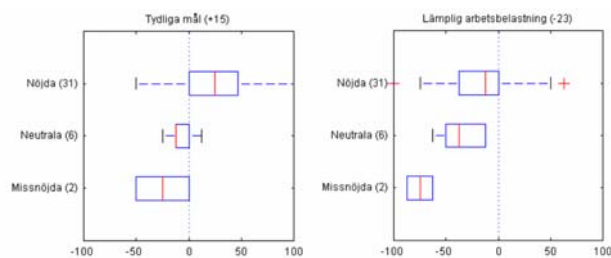 Tydliga mål (+15)
Nöjda (31)
Neutrala (6)
Missnöjda (2)
-100 -50 0 50 100
Lämplig arbetsbelastning (-23)
Nöjda (31)
Neutrala (6)
Missnöjda (2)
-100 -50 0 50 100